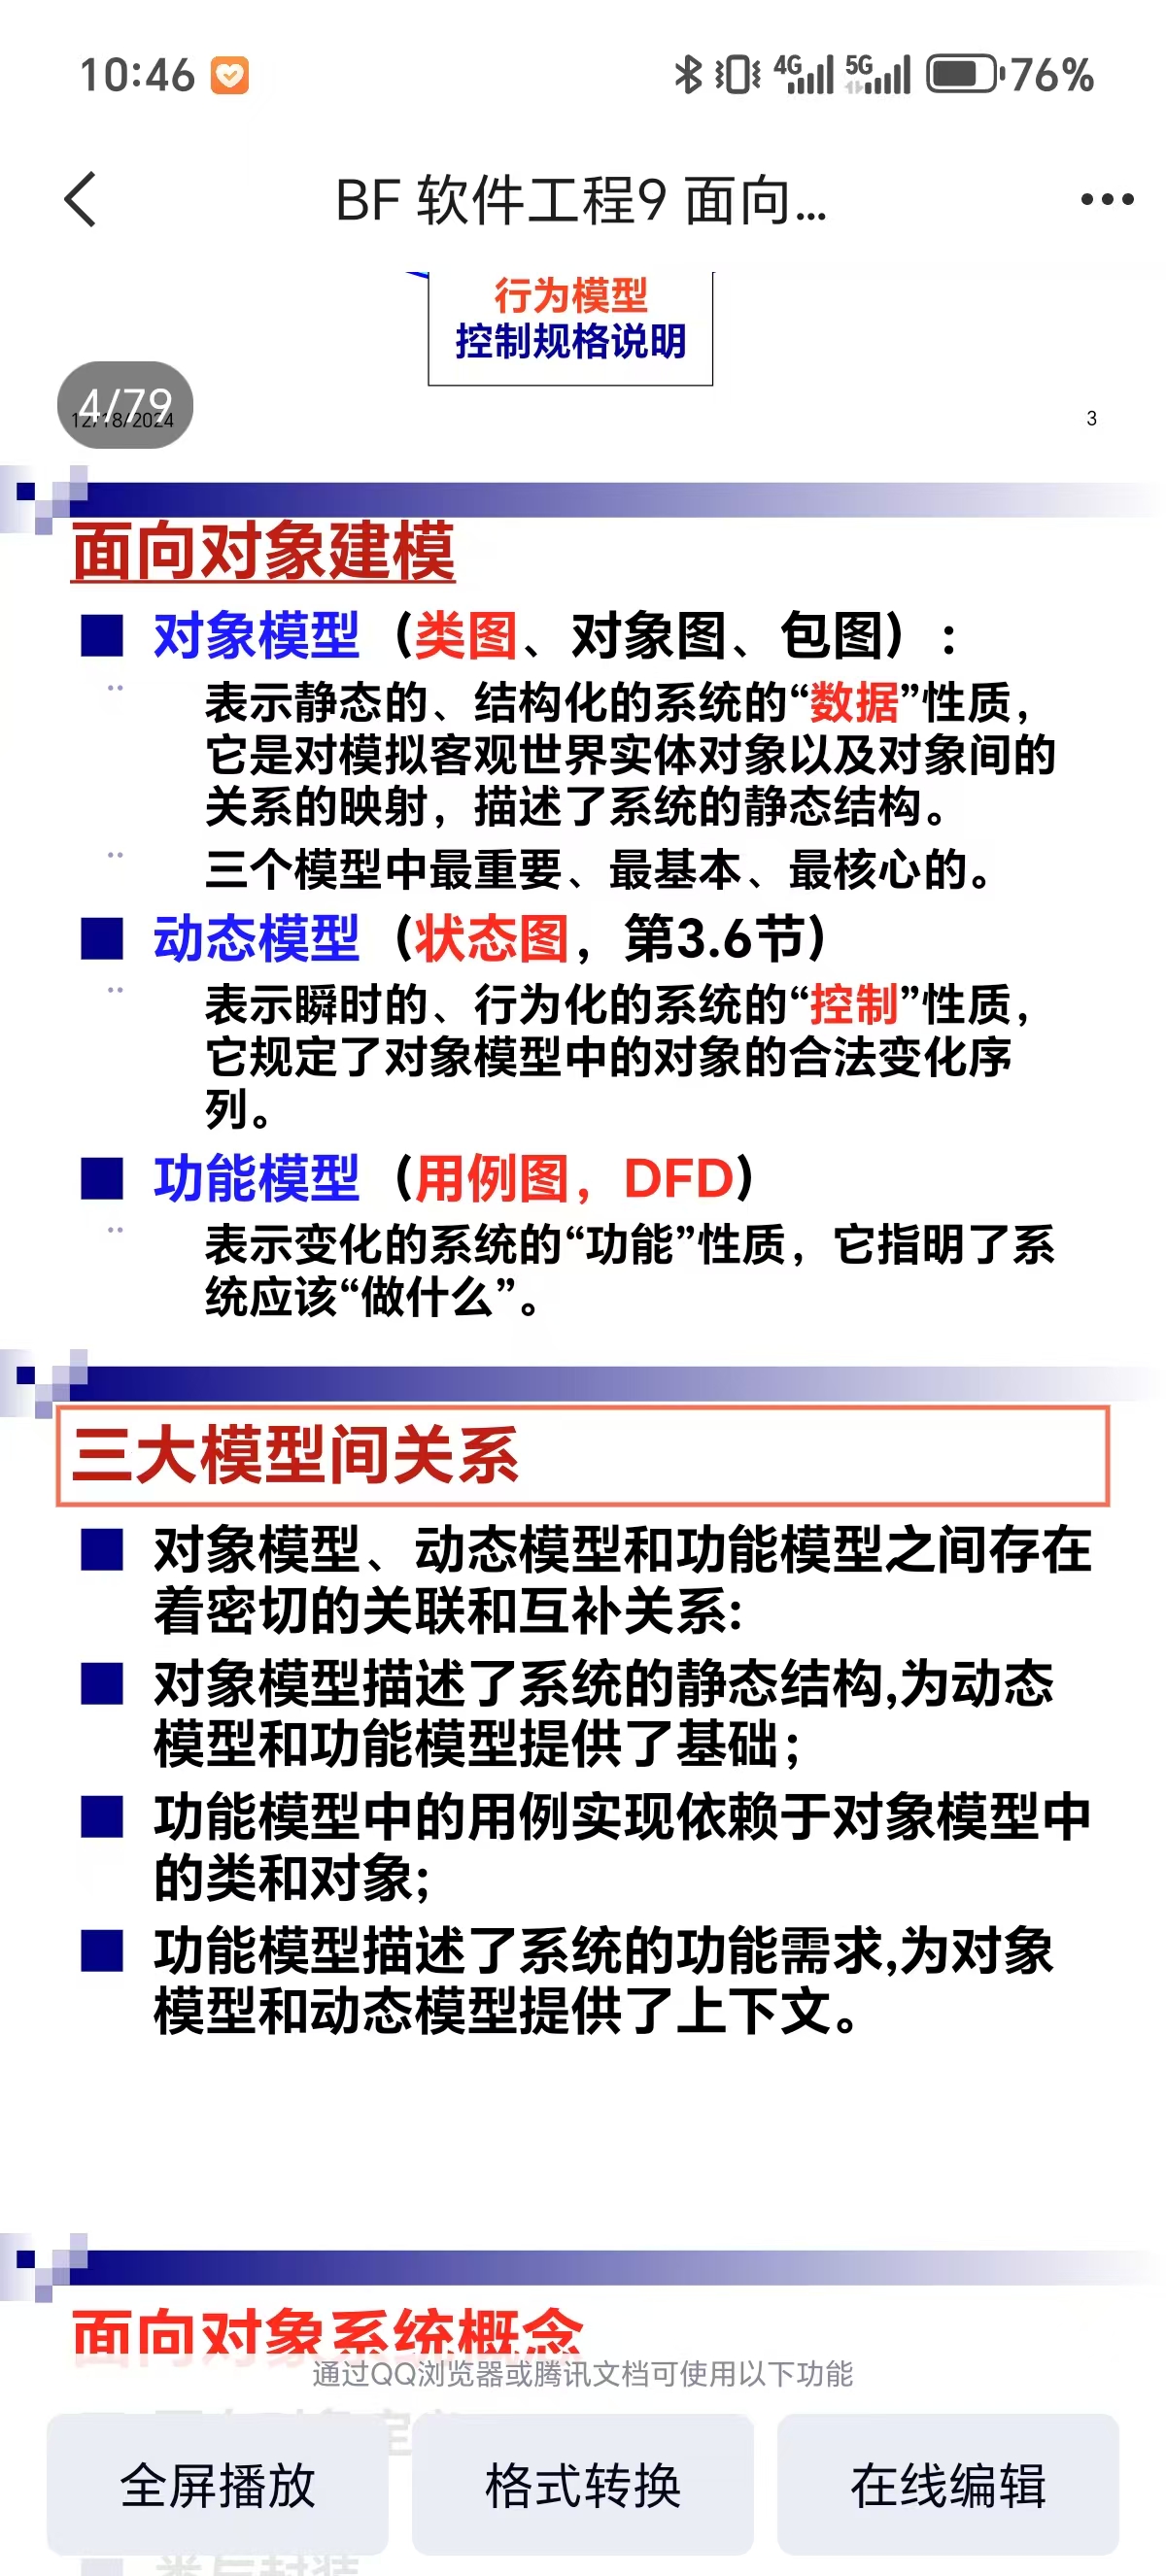 10:46
4G
5G
76%
BF 软件工程9 面向...
行为模型
控制规格说明
4/79
12/18/2024
3
面向对象建模
对象模型（类图、对象图、包图）：
表示静态的、结构化的系统的“数据”性质，
它是对模拟客观世界实体对象以及对象间的
关系的映射，描述了系统的静态结构。
三个模型中最重要、最基本、最核心的。
动态模型（状态图，第3.6节）
表示瞬时的、行为化的系统的“控制”性质，
它规定了对象模型中的对象的合法变化序
列。
功能模型（用例图，DFD）
表示变化的系统的“功能”性质，它指明了系
统应该“做什么”。
三大模型间关系
对象模型、动态模型和功能模型之间存在
着密切的关联和互补关系:
对象模型描述了系统的静态结构,为动态
模型和功能模型提供了基础；
功能模型中的用例实现依赖于对象模型中
的类和对象;
功能模型描述了系统的功能需求,为对象
模型和动态模型提供了上下文。
面向对象系统概念
通过QQ浏览器或腾讯文档可使用以下功能
全屏播放
格式转换
在线编辑